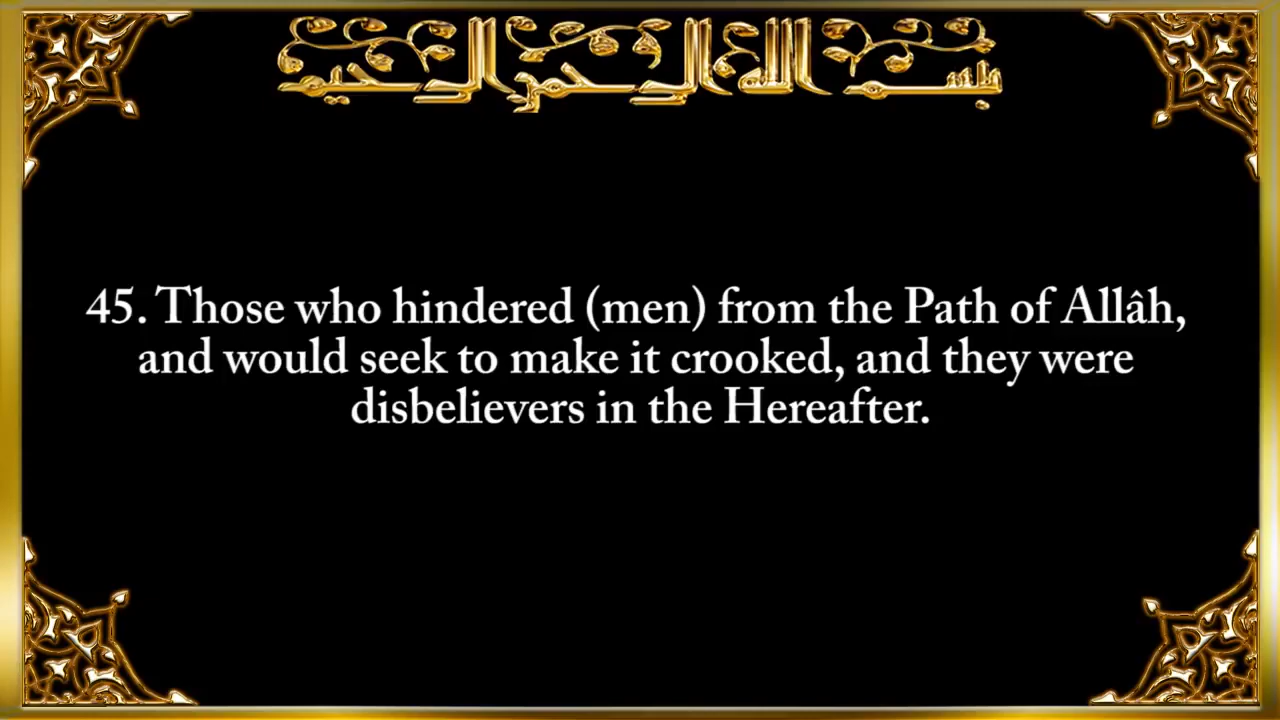 بسم الله الرحمن الرحيم
45. Those who hindered (men) from the Path of Allâh,
and would seek to make it crooked, and they were
disbelievers in the Hereafter.